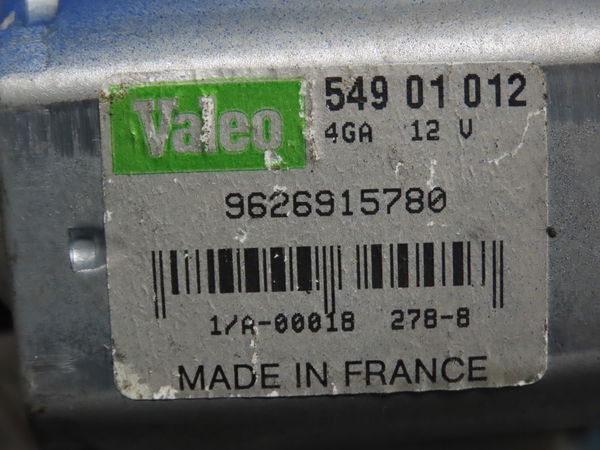 Valeo 549 01 012
4GA 12 V
9626915780
1/A-00018 278-8
MADE IN FRANCE